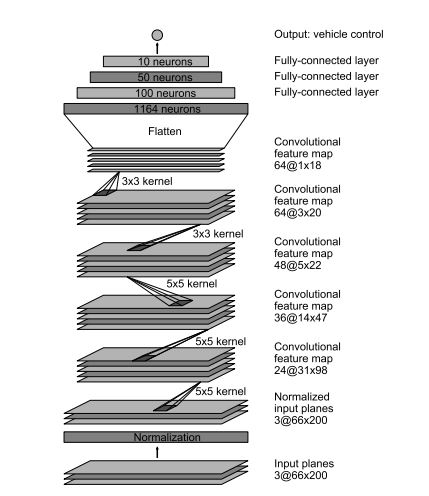 Output: vehicle control
10 neurons
Fully-connected layer
50 neurons
Fully-connected layer
100 neurons
Fully-connected layer
1164 neurons
Flatten
Convolutional
feature map
64@1x18
3x3 kernel
Convolutional
feature map
64@3x20
3x3 kernel
Convolutional
feature map
48@5x22
5x5 kernel
Convolutional
feature map
36@14x47
5x5 kernel
Convolutional
feature map
24@31x98
5x5 kernel
Normalized
input planes
3@66x200
Normalization
Input planes
3@66x200